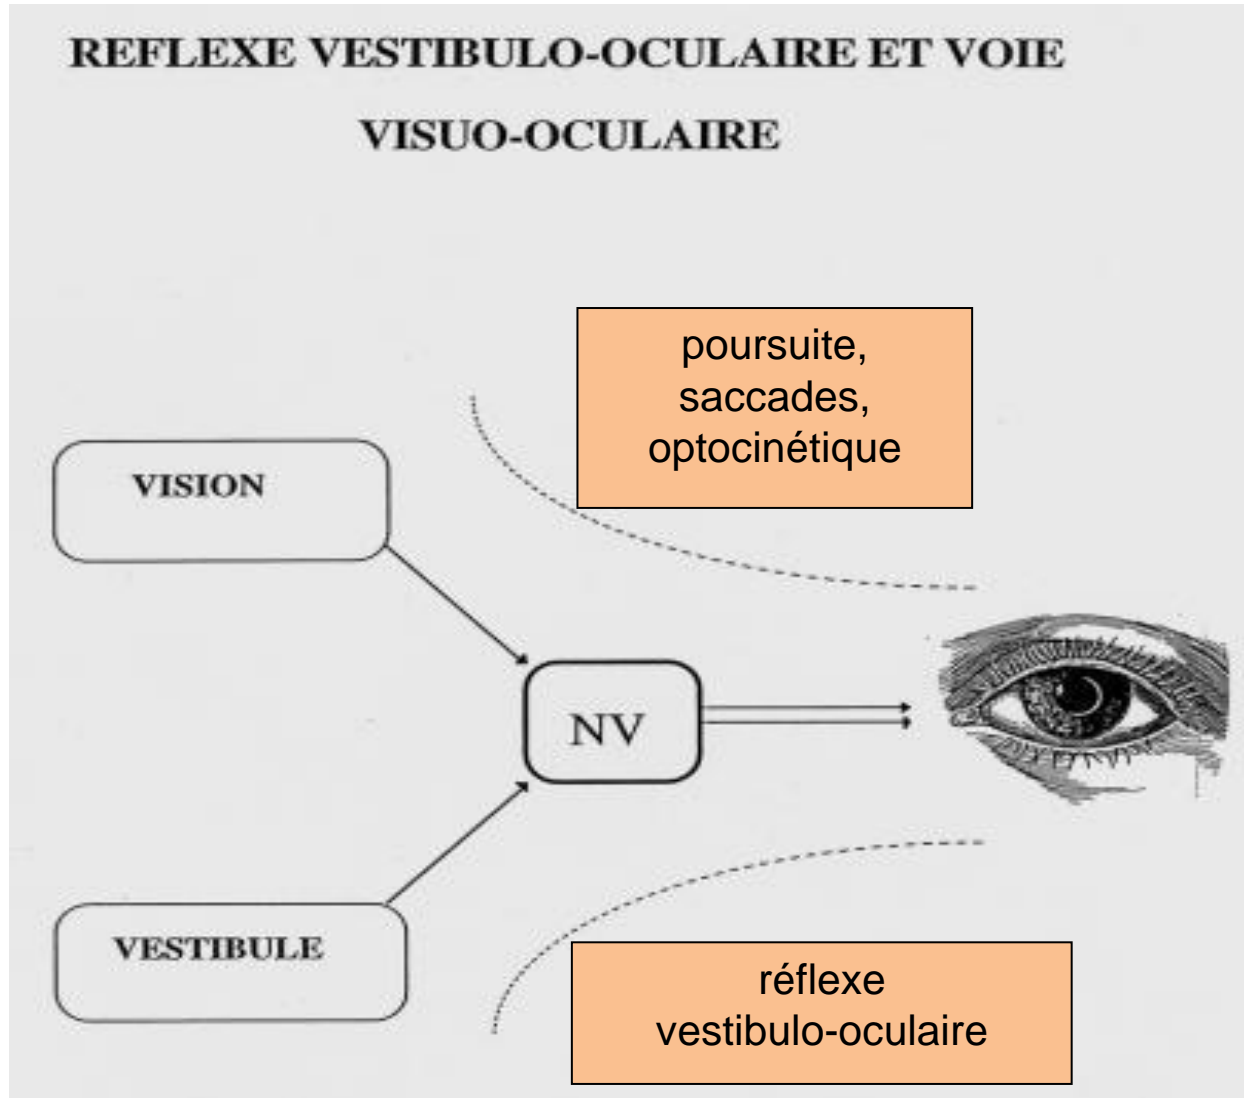 REFLEXE VESTIBULO-OCULAIRE ET VOIE
VISUO-OCULAIRE
poursuite,
saccades,
optocinétique
VISION
NV
VESTIBULE
réflexe
vestibulo-oculaire